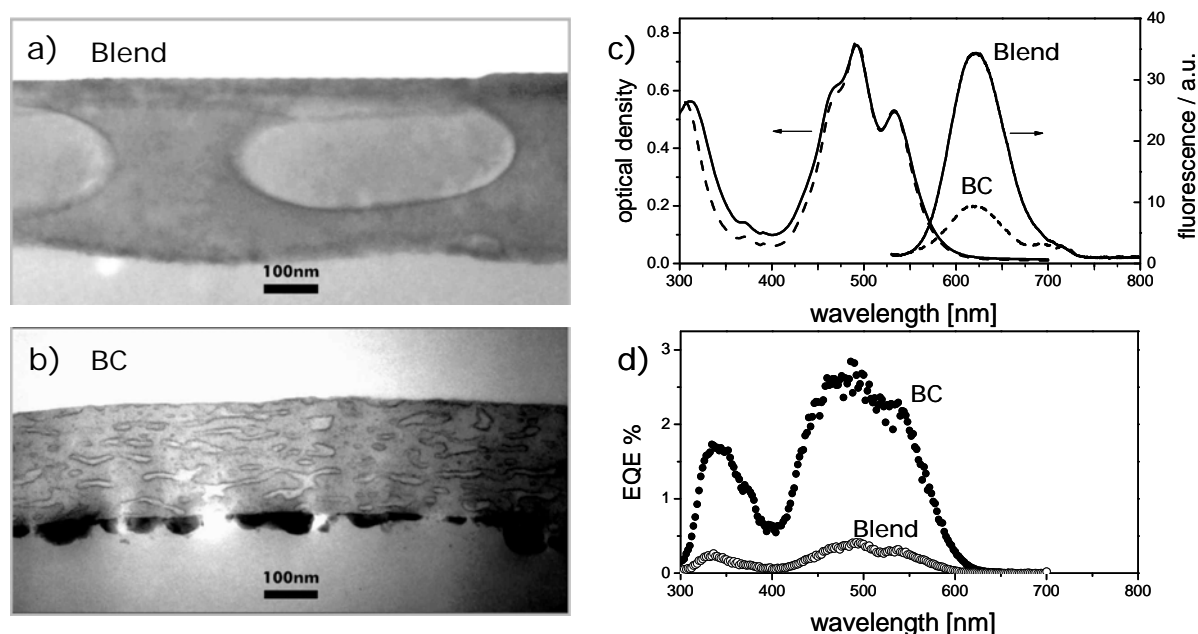 a) Blend
100nm
b) BC
100nm
c)
0.8
0.6
0.4
0.2
0.0
optical density
40
30
20
10
0
fluorescence / a.u.
Blend
BC
300 400 500 600 700 800
wavelength [nm]
d)
3
2
1
0
EQE %
BC
Blend
300 400 500 600 700 800
wavelength [nm]